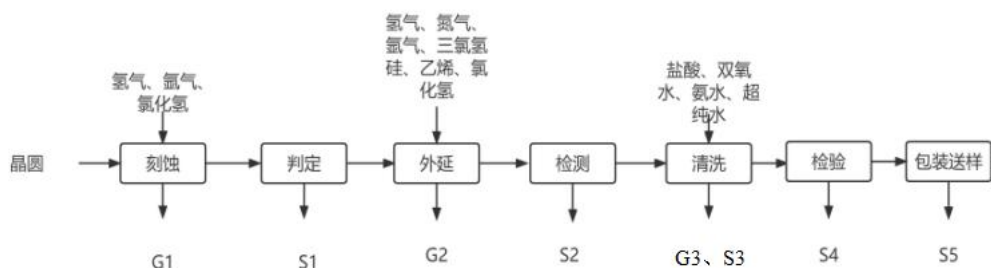 氢气、氩气、
氯化氢
氢气、氮气、
氩气、三氯氢
硅、乙烯、氯
化氢
盐酸、双氧
水、氨水、超
纯水
晶圆
刻蚀
判定
外延
检测
清洗
检验
包装送样
G1
S1
G2
S2
G3、S3
S4
S5